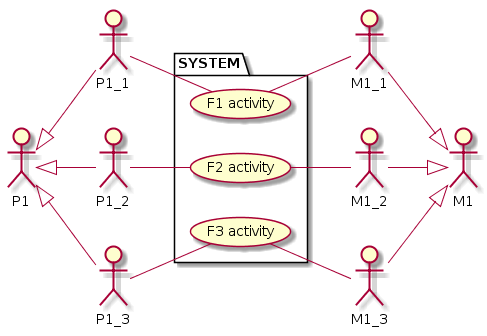 P1_1
M1_1
SYSTEM
F1 activity
P1
P1_2
F2 activity
M1_2
M1
F3 activity
P1_3
M1_3